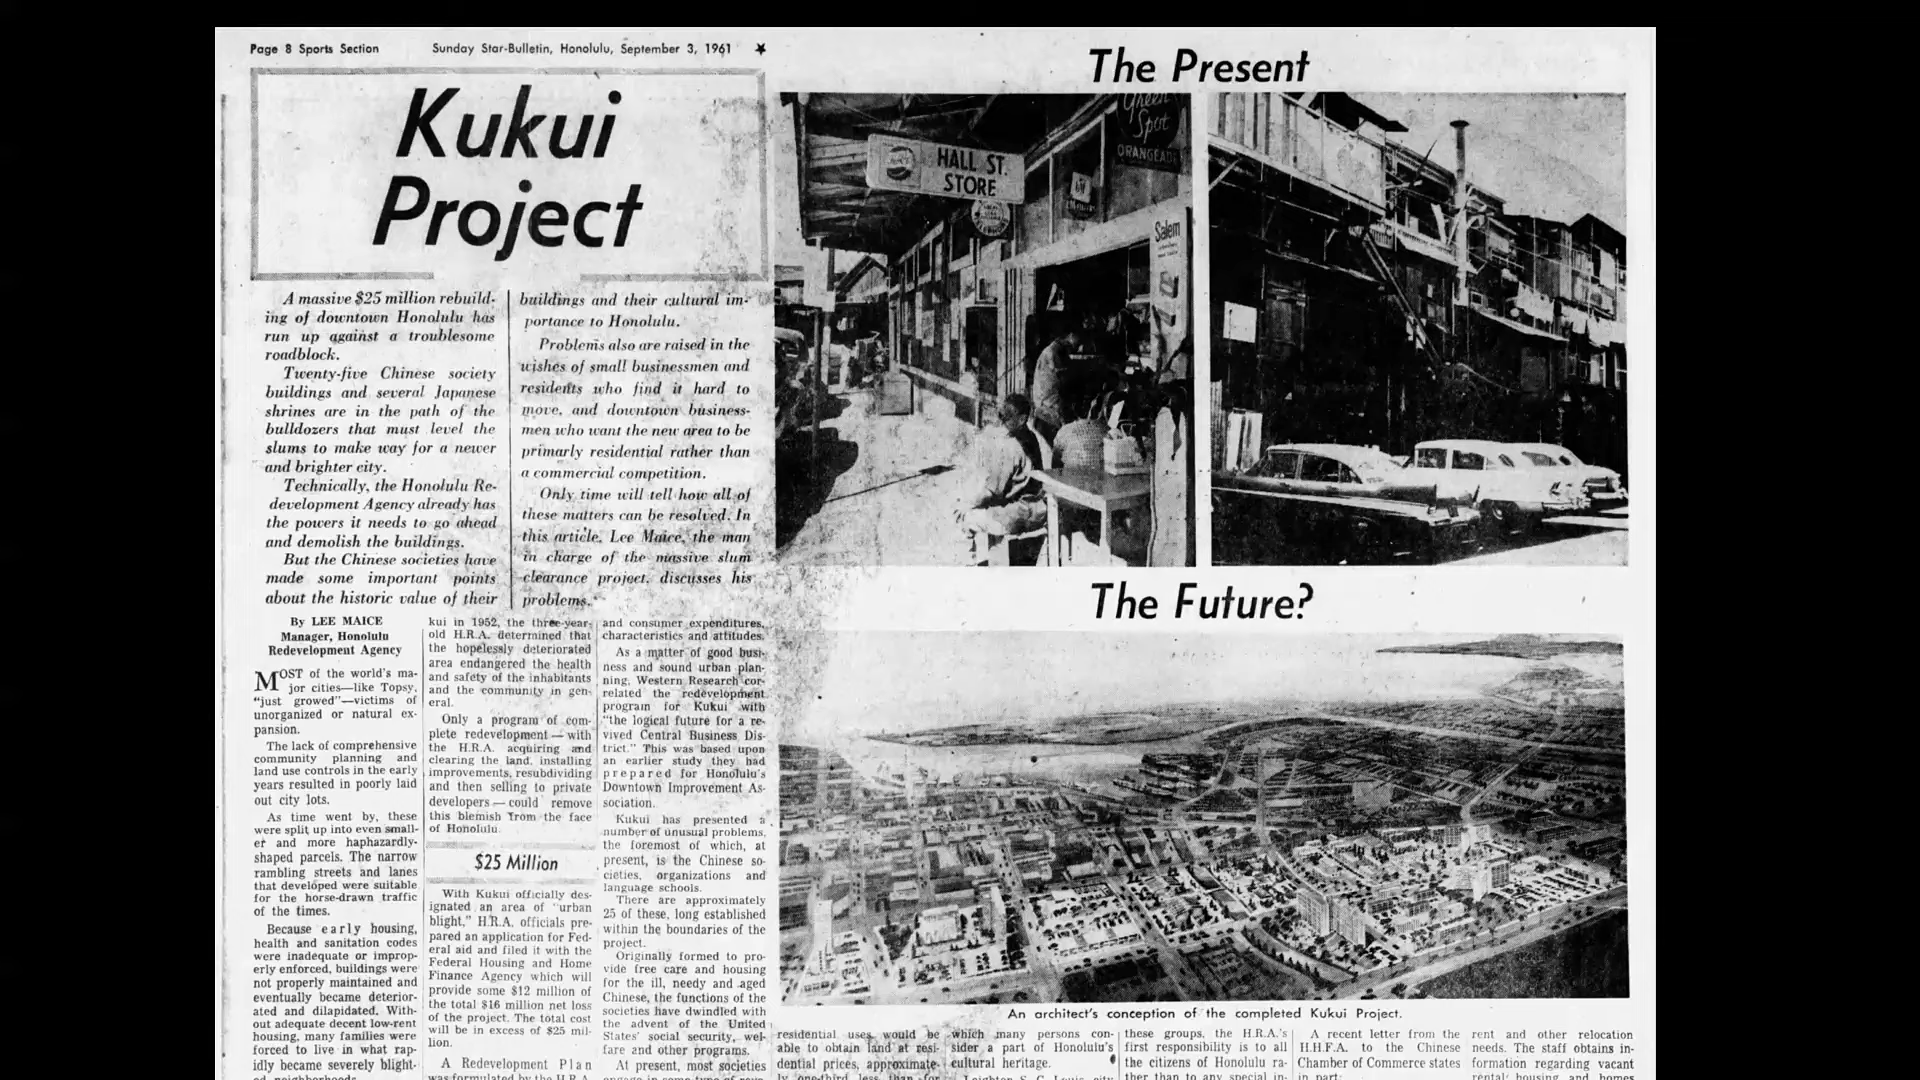 Page 8 Sports Section
Sunday Star-Bulletin, Honolulu, September 3, 1961
Kukui
Project
A massive $25 million rebuild-
ing of downtown Honolulu has
run up against a troublesome
roadblock.
Twenty-five Chinese society
buildings and several Japanese
shrines are in the path of the
bulldozers that must level the
slums to make way for a newer
and brighter city.
Technically, the Honolulu Re-
development Agency already has
the powers it needs to go ahead
and demolish the buildings.
But the Chinese societies have
made some important points
about the historic value of their
buildings and their cultural im-
portance to Honolulu.
Problems also are raised in the
wishes of small businessmen and
residents who find it hard to
move, and downtown business-
men who want the new area to be
primarly residential rather than
a commercial competition.
Only time will tell how all of
these matters can be resolved. In
this article, Lee Maice, the man
in charge of the massive slum
clearance project, discusses his
problems.
By LEE MAICE
Manager, Honolulu
Redevelopment Agency
MOST of the world's ma-
jor cities—like Topsy,
"just growed"—victims of
unorganized or natural ex-
pansion.
The lack of comprehensive
community planning and
land use controls in the early
years resulted in poorly laid
out city lots.
As time went by, these
were split up into even small-
er and more haphazardly-
shaped parcels. The narrow
rambling streets and lanes
that developed were suitable
for the horse-drawn traffic
of the times.
Because early housing,
health and sanitation codes
were inadequate or improp-
erly enforced, buildings were
not properly maintained and
eventually became deterior-
ated and dilapidated. With-
out adequate decent low-rent
housing, many families were
forced to live in what rap-
idly became severely blight-
ed neighborhoods.
kui in 1952, the three-year-
old H.R.A. determined that
the hopelessly deteriorated
area endangered the health
and safety of the inhabitants
and the community in gen-
eral.
Only a program of com-
plete redevelopment — with
the H.R.A. acquiring and
clearing the land, installing
improvements, resubdividing
and then selling to private
developers — could remove
this blemish from the face
of Honolulu.
$25 Million
With Kukui officially des-
ignated an area of "urban
blight," H.R.A. officials pre-
pared an application for Fed-
eral aid and filed it with the
Federal Housing and Home
Finance Agency which will
provide some $12 million of
the total $16 million net loss
of the project. The total cost
will be in excess of $25 mil-
lion.
A Redevelopment Plan
was formulated by the H.R.A.
and consumer expenditures,
characteristics and attitudes.
As a matter of good busi-
ness and sound urban plan-
ning, Western Research cor-
related the redevelopment
program for Kukui with
"the logical future for a re-
vived Central Business Dis-
trict." This was based upon
an earlier study they had
prepared for Honolulu's
Downtown Improvement As-
sociation.
Kukui has presented a
number of unusual problems,
the foremost of which, at
present, is the Chinese so-
cieties, organizations and
language schools.
There are approximately
25 of these, long established
within the boundaries of the
project.
Originally formed to pro-
vide free care and housing
for the ill, needy and aged
Chinese, the functions of the
societies have dwindled with
the advent of the United
States' social security, wel-
fare and other programs.
At present, most societies
The Present
HALL ST.
STORE
Green
Spot
ORANGEADE
Salem
The Future?
An architect's conception of the completed Kukui Project.
residential uses would be
able to obtain land at resi-
dential prices, approximate-
ly one-third less than for
which many persons con-
sider a part of Honolulu's
cultural heritage.
Leighton S. C. Louis, city
these groups, the H.R.A.'s
first responsibility is to all
the citizens of Honolulu ra-
ther than to any special in-
A recent letter from the
H.H.F.A. to the Chinese
Chamber of Commerce states
in part:
rent and other relocation
needs. The staff obtains in-
formation regarding vacant
rental housing and homes